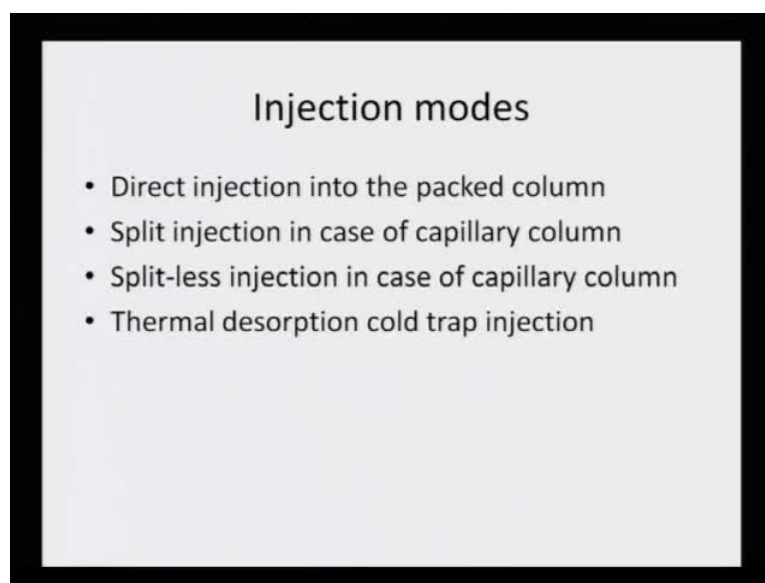 Injection modes
• Direct injection into the packed column
• Split injection in case of capillary column
• Split-less injection in case of capillary column
• Thermal desorption cold trap injection